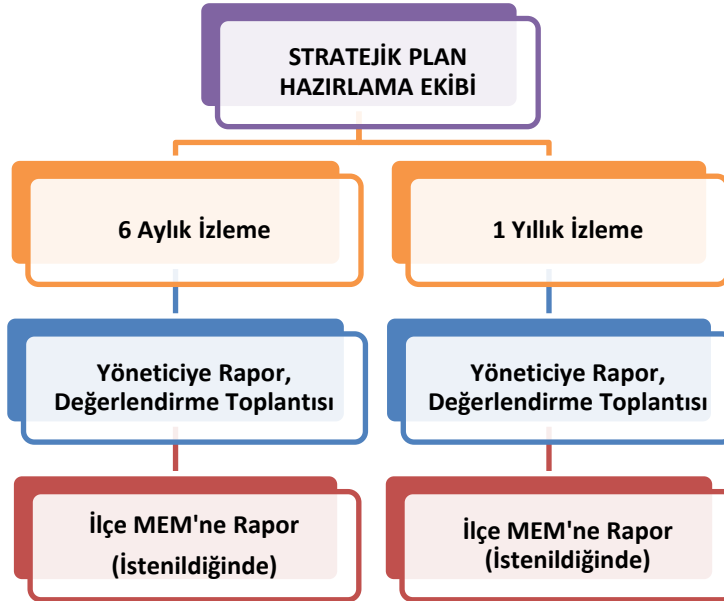 STRATEJİK PLAN
HAZIRLAMA EKİBİ
6 Aylık İzleme
1 Yıllık İzleme
Yöneticiye Rapor,
Değerlendirme Toplantısı
Yöneticiye Rapor,
Değerlendirme Toplantısı
İlçe MEM'ne Rapor
(İstenildiğinde)
İlçe MEM'ne Rapor
(İstenildiğinde)